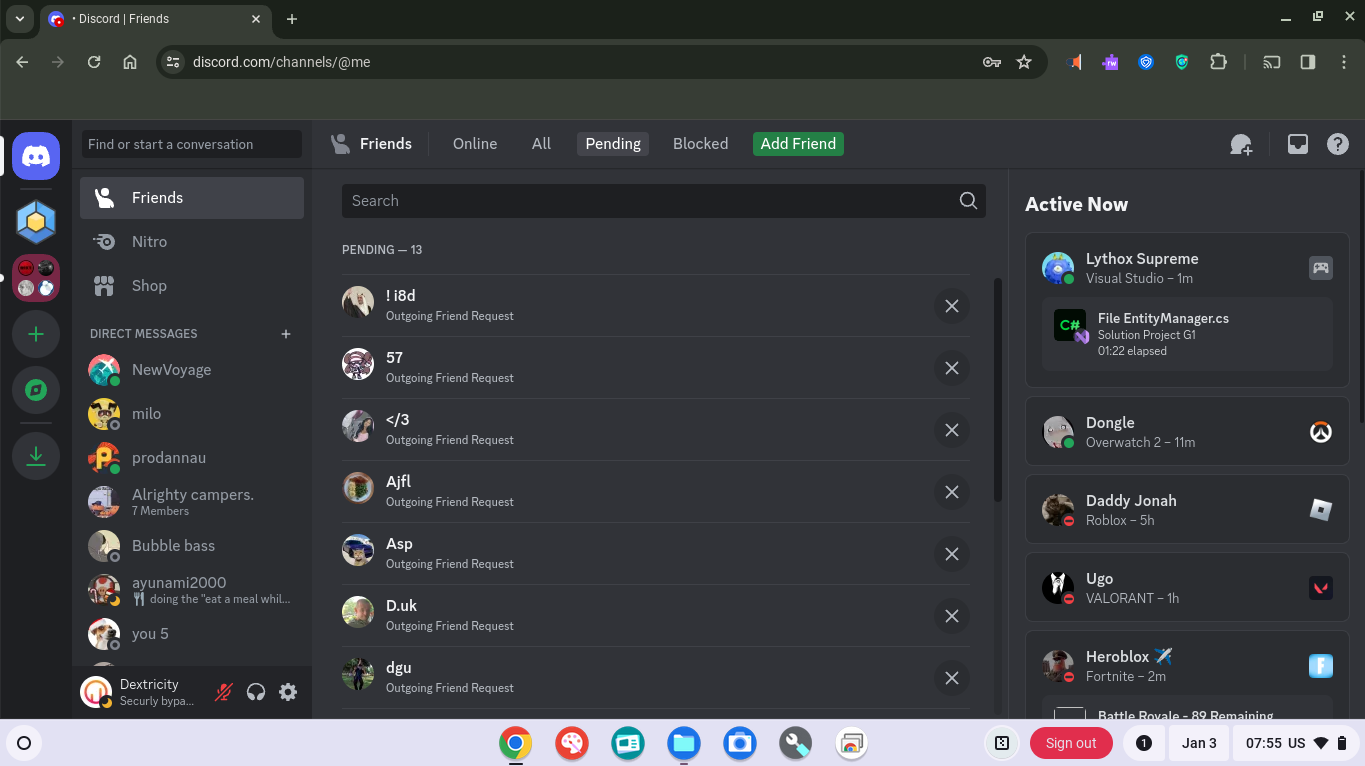 • Discord | Friends
discord.com/channels/@me
Find or start a conversation
Friends
Online
All
Pending
Blocked
Add Friend
Friends
Nitro
Shop
DIRECT MESSAGES
NewVoyage
milo
prodannau
Alrighty campers.
7 Members
Bubble bass
ayunami2000
doing the "eat a meal whil...
you 5
Dextricity
Securly bypa...
Search
PENDING — 13
! i8d
Outgoing Friend Request
57
Outgoing Friend Request
</3
Outgoing Friend Request
Ajfl
Outgoing Friend Request
Asp
Outgoing Friend Request
D.uk
Outgoing Friend Request
dgu
Outgoing Friend Request
Active Now
Lythox Supreme
Visual Studio – 1m
C#
File EntityManager.cs
Solution Project G1
01:22 elapsed
Dongle
Overwatch 2 – 11m
Daddy Jonah
Roblox – 5h
Ugo
VALORANT – 1h
Heroblox
Fortnite – 2m
Battle Royale - 89 Remaining
Sign out
1
Jan 3
07:55 US